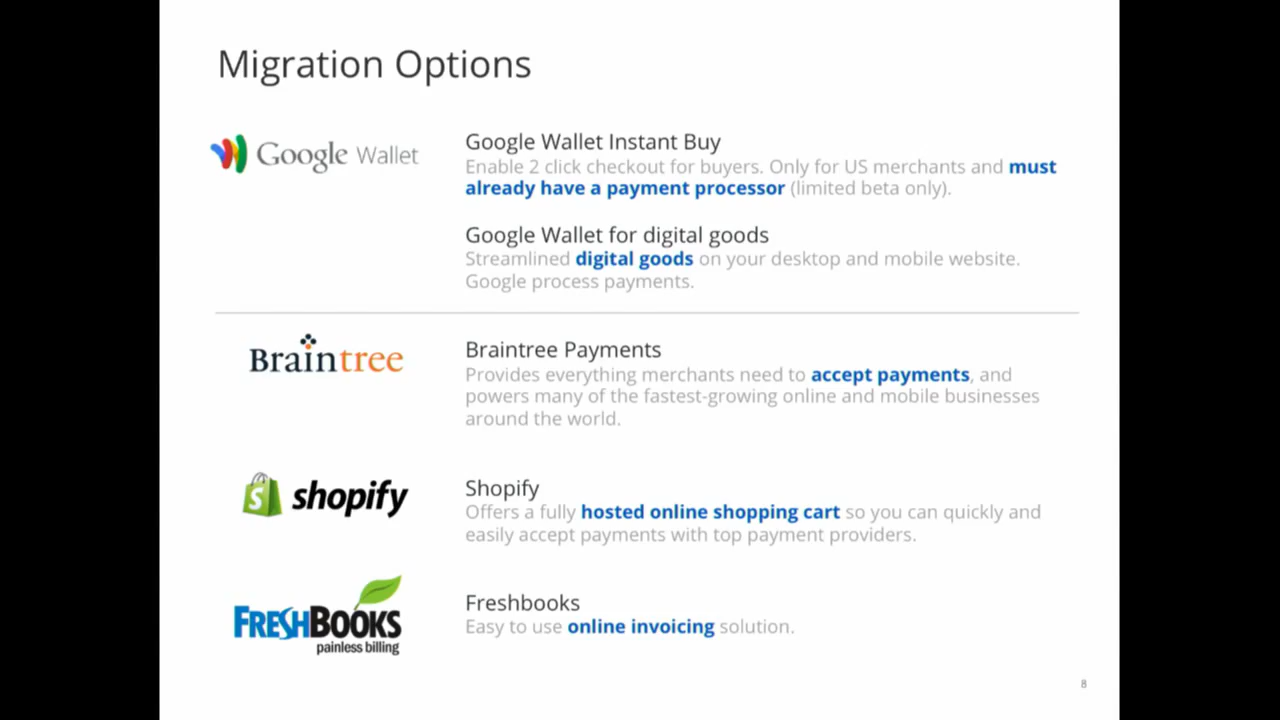 Migration Options
Google Wallet
Google Wallet Instant Buy
Enable 2 click checkout for buyers. Only for US merchants and must
already have a payment processor (limited beta only).
Google Wallet for digital goods
Streamlined digital goods on your desktop and mobile website.
Google process payments.
Braintree
Braintree Payments
Provides everything merchants need to accept payments, and
powers many of the fastest-growing online and mobile businesses
around the world.
S
shopify
Shopify
Offers a fully hosted online shopping cart so you can quickly and
easily accept payments with top payment providers.
FRESHBOOKS
painless billing
Freshbooks
Easy to use online invoicing solution.
8